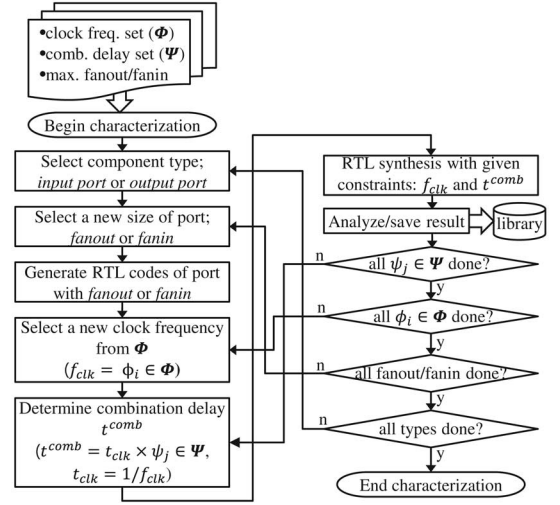 •clock freq. set (Φ)
•comb. delay set (Ψ)
•max. fanout/fanin
Begin characterization
Select component type;
input port or output port
Select a new size of port;
fanout or fanin
Generate RTL codes of port
with fanout or fanin
Select a new clock frequency
from Φ
(f_clk = ϕ_i ∈ Φ)
Determine combination delay
t^comb
(t^comb = t_clk × ψ_j ∈ Ψ,
t_clk = 1/f_clk)
RTL synthesis with given
constraints: f_clk and t^comb
Analyze/save result
library
n
all ψ_j ∈ Ψ done?
y
n
all ϕ_i ∈ Φ done?
y
n
all fanout/fanin done?
y
n
all types done?
y
End characterization